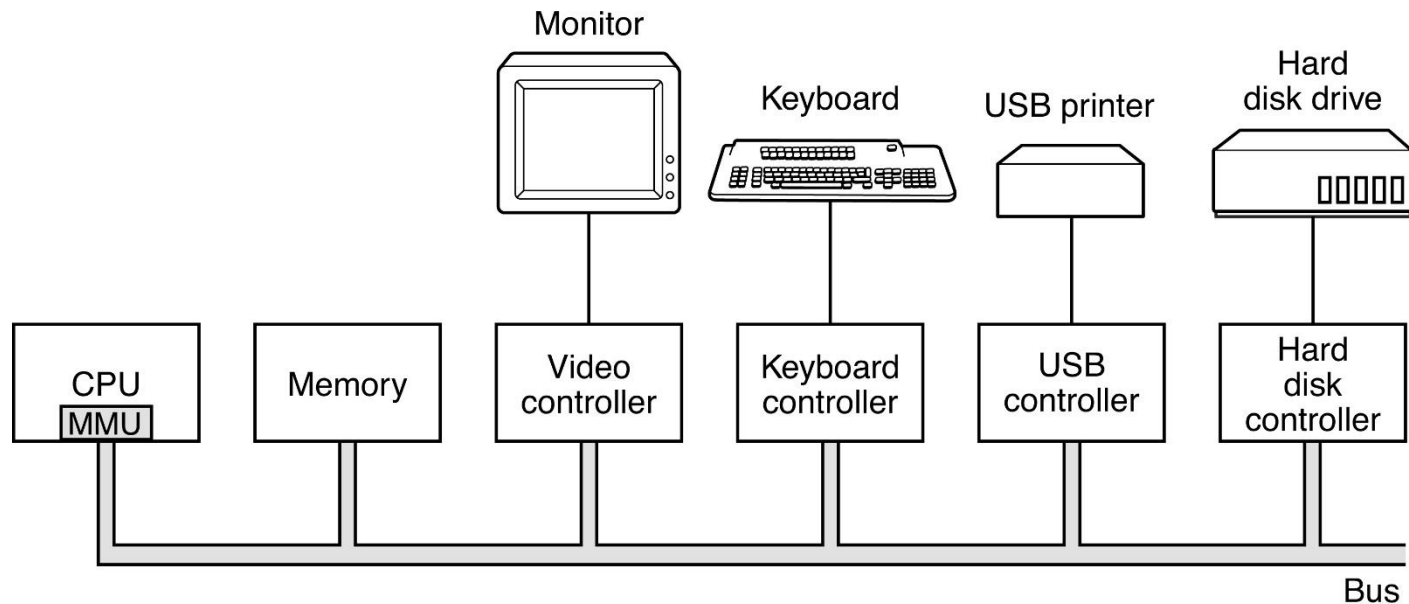 Monitor
Keyboard
USB printer
Hard
disk drive
CPU
MMU
Memory
Video
controller
Keyboard
controller
USB
controller
Hard
disk
controller
Bus